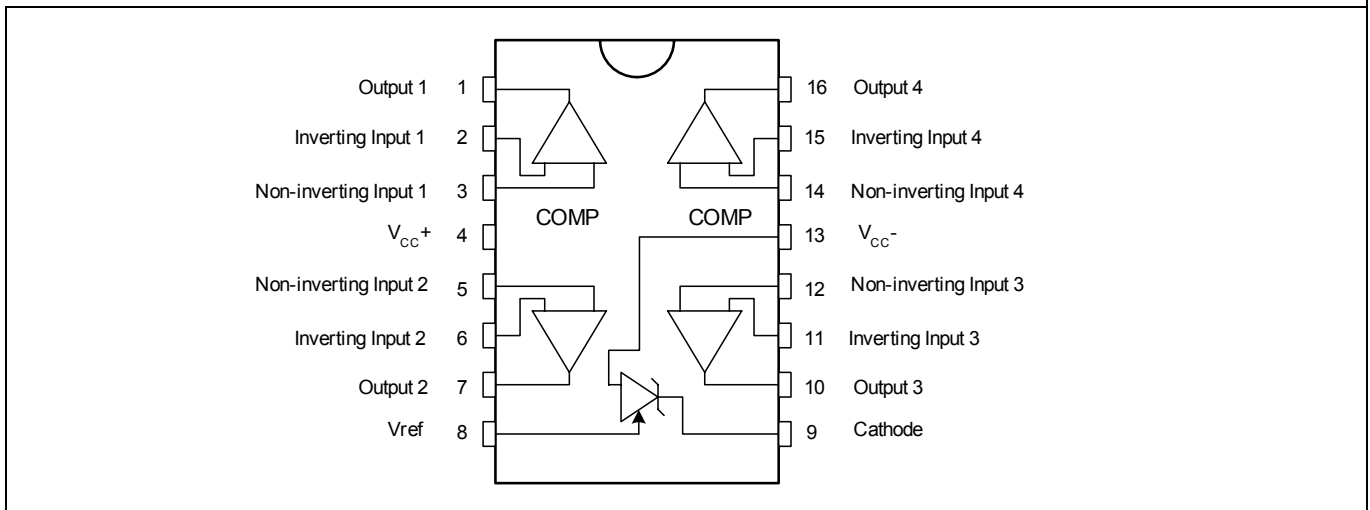 Output 1 1 16 Output 4
Inverting Input 1 2 15 Inverting Input 4
Non-inverting Input 1 3 14 Non-inverting Input 4
COMP COMP
VCC+ 4 13 VCC-
Non-inverting Input 2 5 12 Non-inverting Input 3
Inverting Input 2 6 11 Inverting Input 3
Output 2 7 10 Output 3
Vref 8 9 Cathode